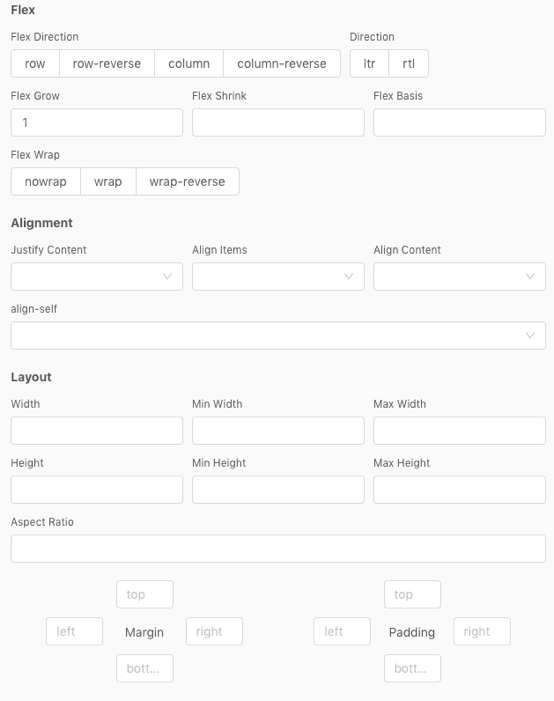 Flex
Flex Direction Direction
row row-reverse column column-reverse ltr rtl
Flex Grow Flex Shrink Flex Basis
1
Flex Wrap
nowrap wrap wrap-reverse
Alignment
Justify Content Align Items Align Content
align-self
Layout
Width Min Width Max Width
Height Min Height Max Height
Aspect Ratio
top top
left Margin right left Padding right
bott... bott...